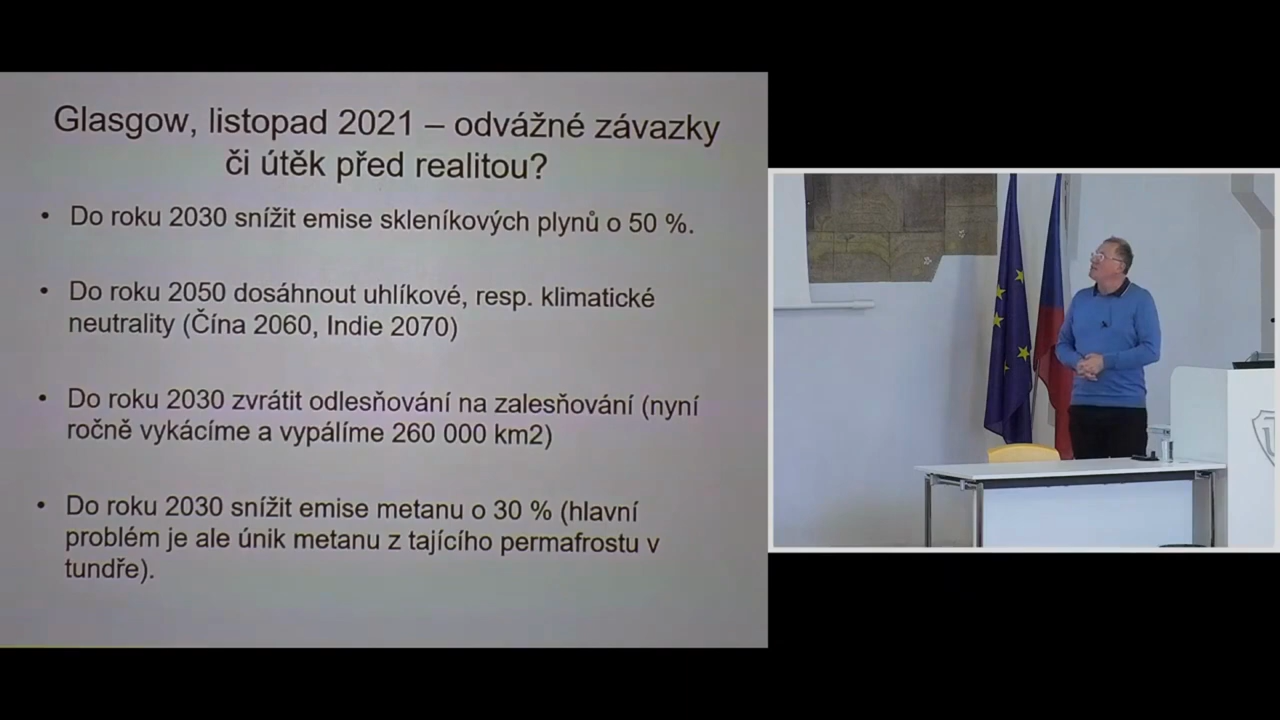 Glasgow, listopad 2021 – odvážné závazky
či útěk před realitou?
• Do roku 2030 snížit emise skleníkových plynů o 50 %.
• Do roku 2050 dosáhnout uhlíkové, resp. klimatické
neutrality (Čína 2060, Indie 2070)
• Do roku 2030 zvrátit odlesňování na zalesňování (nyní
ročně vykácíme a vypálíme 260 000 km2)
• Do roku 2030 snížit emise metanu o 30 % (hlavní
problém je ale únik metanu z tajícího permafrostu v
tundře).